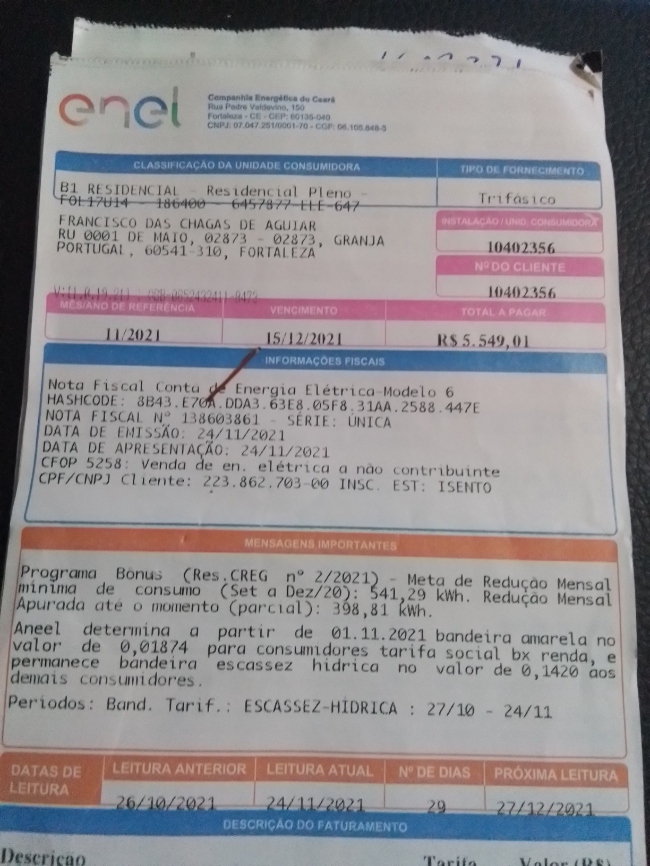 enel
Companhia Energética do Ceará
Rua Padre Valdevino, 150
Fortaleza - CE - CEP: 60135-040
CNPJ: 07.047.251/0001-70 - CGF: 06.105.848-3
CLASSIFICAÇÃO DA UNIDADE CONSUMIDORA
TIPO DE FORNECIMENTO
B1 RESIDENCIAL - Residencial Pleno -
FOL17U14 - 186400 - 6457877 ELE-647
Trifásico
FRANCISCO DAS CHAGAS DE AGUIAR
RU 0001 DE MAIO, 02873 - 02873, GRANJA
PORTUGAL, 60541-310, FORTALEZA
INSTALAÇÃO / UNID. CONSUMIDORA
10402356
Nº DO CLIENTE
10402356
MÊS/ANO DE REFERÊNCIA
VENCIMENTO
TOTAL A PAGAR
11/2021
15/12/2021
R$ 5.549,01
INFORMAÇÕES FISCAIS
Nota Fiscal Conta de Energia Elétrica-Modelo 6
HASHCODE: 8B43.E70A.DDA3.63E8.05F8.31AA.2588.447E
NOTA FISCAL Nº 138603861 - SÉRIE: ÚNICA
DATA DE EMISSÃO: 24/11/2021
DATA DE APRESENTAÇÃO: 24/11/2021
CFOP 5258: Venda de en. elétrica a não contribuinte
CPF/CNPJ Cliente: 223.862.703-00 INSC. EST: ISENTO
MENSAGENS IMPORTANTES
Programa Bônus (Res.CREG nº 2/2021) - Meta de Redução Mensal
mínima de consumo (Set a Dez/20): 541,29 kWh. Redução Mensal
Apurada até o momento (parcial): 398,81 kWh.
Aneel determina a partir de 01.11.2021 bandeira amarela no
valor de 0,01874 para consumidores tarifa social bx renda, e
permanece bandeira escassez hídrica no valor de 0,1420 aos
demais consumidores.
Periodos: Band. Tarif.: ESCASSEZ-HÍDRICA : 27/10 - 24/11
DATAS DE
LEITURA
LEITURA ANTERIOR
LEITURA ATUAL
Nº DE DIAS
PRÓXIMA LEITURA
26/10/2021
24/11/2021
29
27/12/2021
DESCRIÇÃO DO FATURAMENTO
Descrição
Tarifa
Valor (R$)